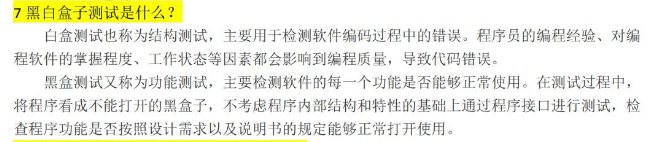 7 黑白盒子测试是什么？
白盒测试也称为结构测试，主要用于检测软件编码过程中的错误。程序员的编程经验、对编
程软件的掌握程度、工作状态等因素都会影响到编程质量，导致代码错误。
黑盒测试又称为功能测试，主要检测软件的每一个功能是否能够正常使用。在测试过程中，
将程序看成不能打开的黑盒子，不考虑程序内部结构和特性的基础上通过程序接口进行测试，检
查程序功能是否按照设计需求以及说明书的规定能够正常打开使用。